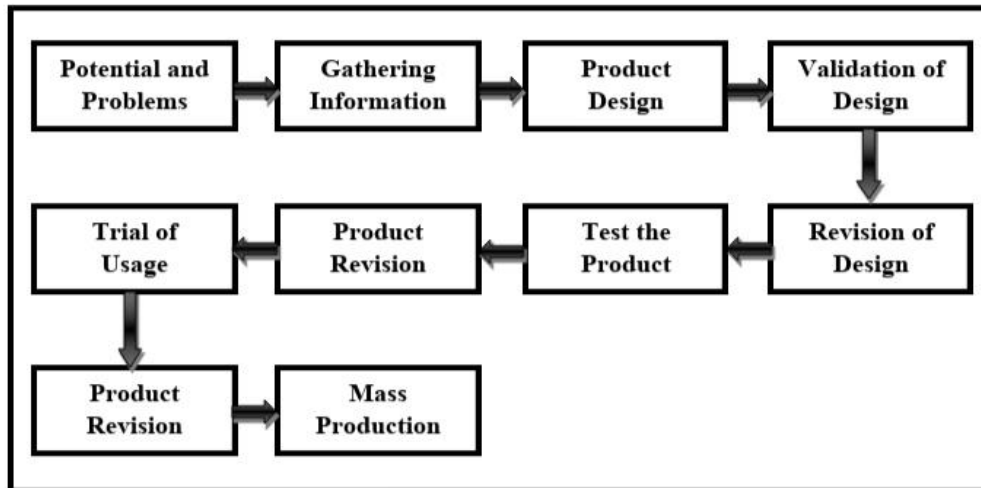 Potential and
Problems
Gathering
Information
Product
Design
Validation of
Design
Revision of
Design
Test the
Product
Product
Revision
Trial of
Usage
Product
Revision
Mass
Production